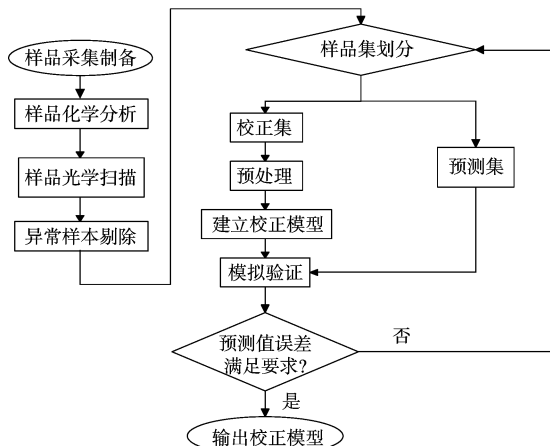 样品采集制备
样品化学分析
样品光学扫描
异常样本剔除
样品集划分
校正集
预处理
建立校正模型
模拟验证
预测集
预测值误差
满足要求?
否
是
输出校正模型